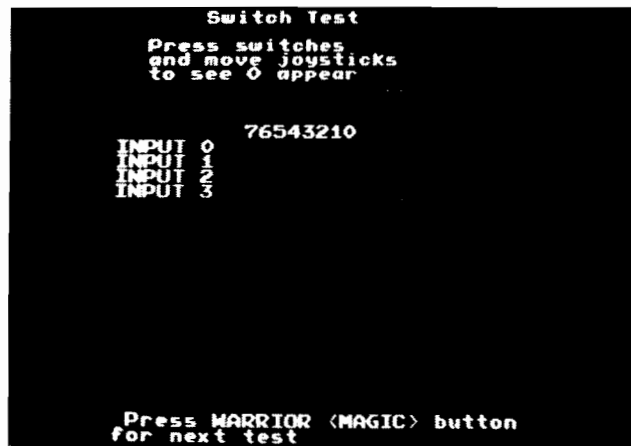 Switch Test
Press switches
and move joysticks
to see 0 appear
76543210
INPUT 0
INPUT 1
INPUT 2
INPUT 3
Press WARRIOR <MAGIC> button
for next test